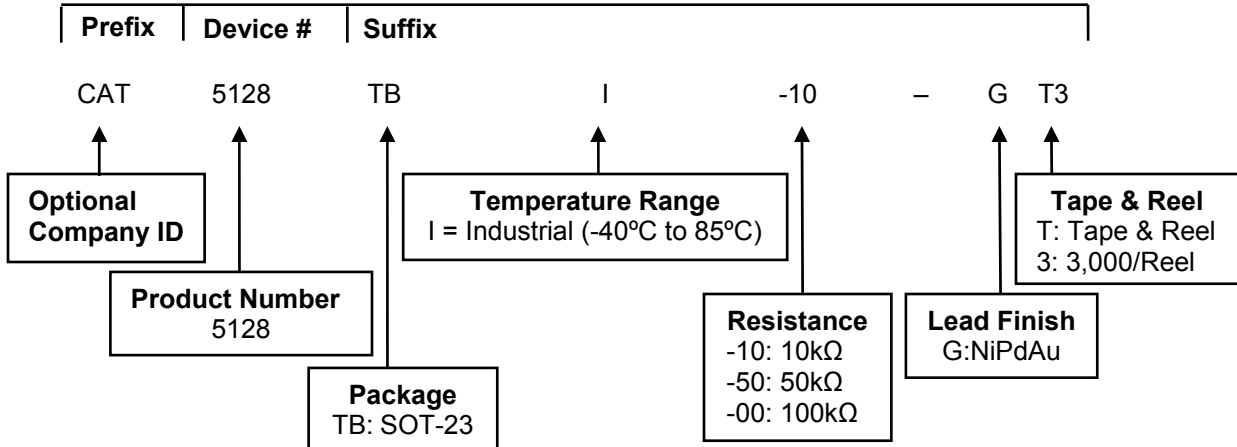 Prefix Device # Suffix
CAT 5128 TB I -10 – G T3
Optional
Company ID
Product Number
5128
Package
TB: SOT-23
Temperature Range
I = Industrial (-40ºC to 85ºC)
Resistance
-10: 10kΩ
-50: 50kΩ
-00: 100kΩ
Lead Finish
G:NiPdAu
Tape & Reel
T: Tape & Reel
3: 3,000/Reel